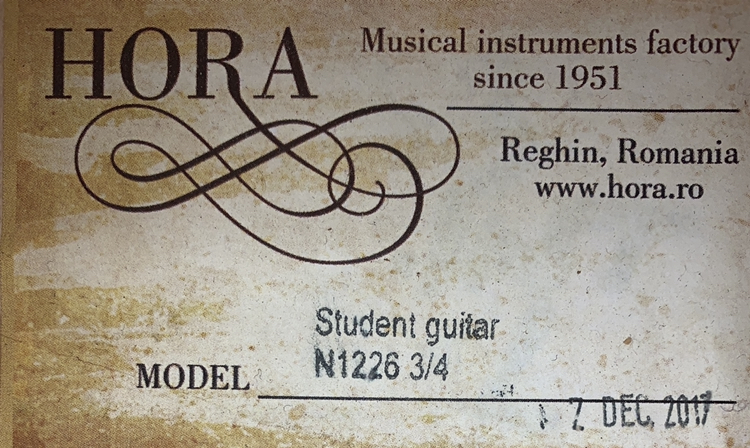 HORA
Musical instruments factory
since 1951
Reghin, Romania
www.hora.ro
Student guitar
N1226 3/4
MODEL
DEC. 2017